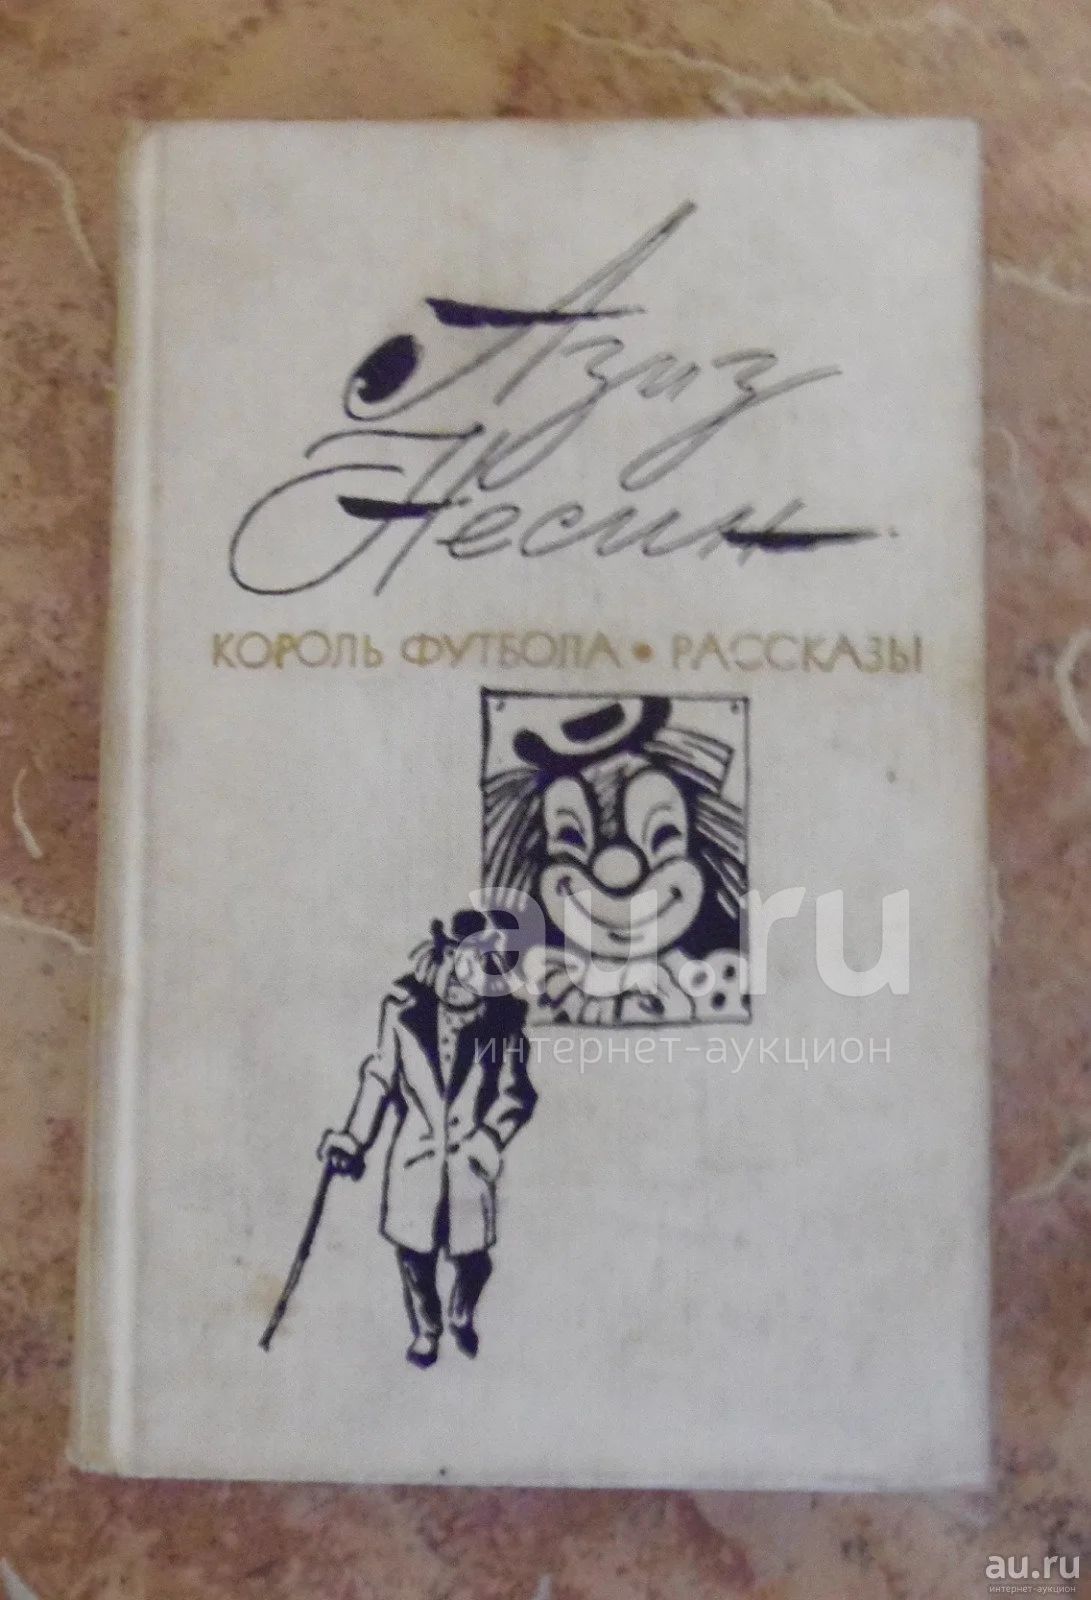 Азиз
Несин
КОРОЛЬ ФУТБОЛА • РАССКАЗЫ
au.ru
интернет-аукцион
au.ru
интернет-аукцион